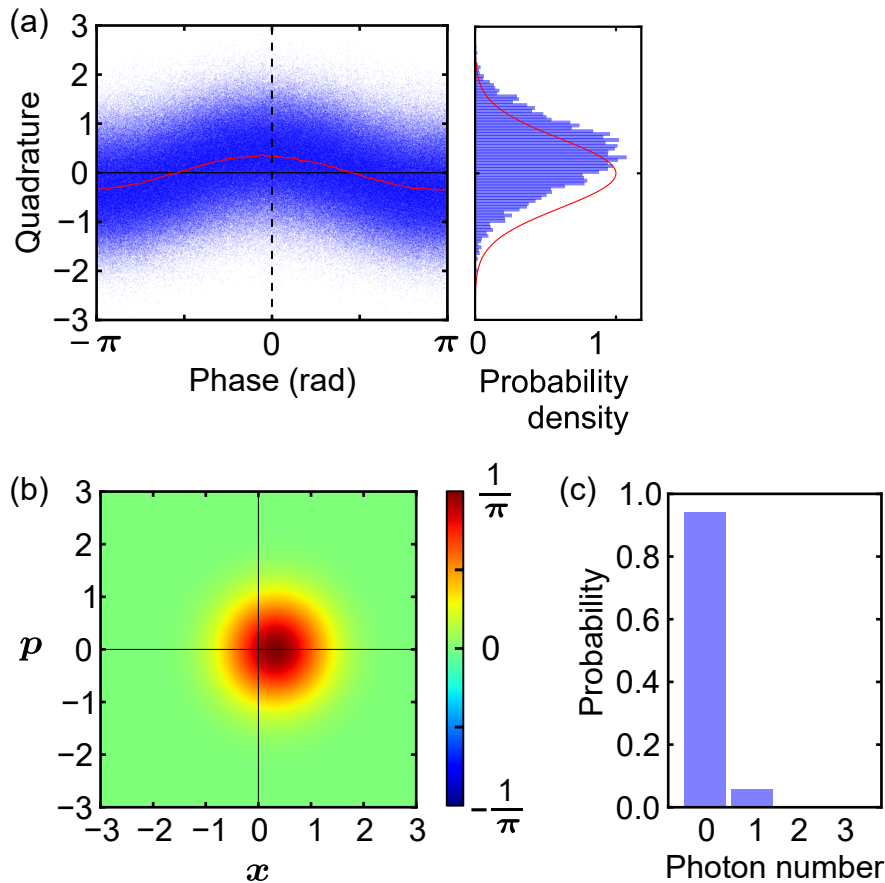 (a)
Quadrature
3
2
1
0
−1
−2
−3
−π
0
π
Phase (rad)
0
1
Probability
density
(b)
p
3
2
1
0
−1
−2
−3
−3
−2
−1
0
1
2
3
x
1
π
0
−1
π
(c)
Probability
1.0
0.8
0.6
0.4
0.2
0.0
0
1
2
3
Photon number